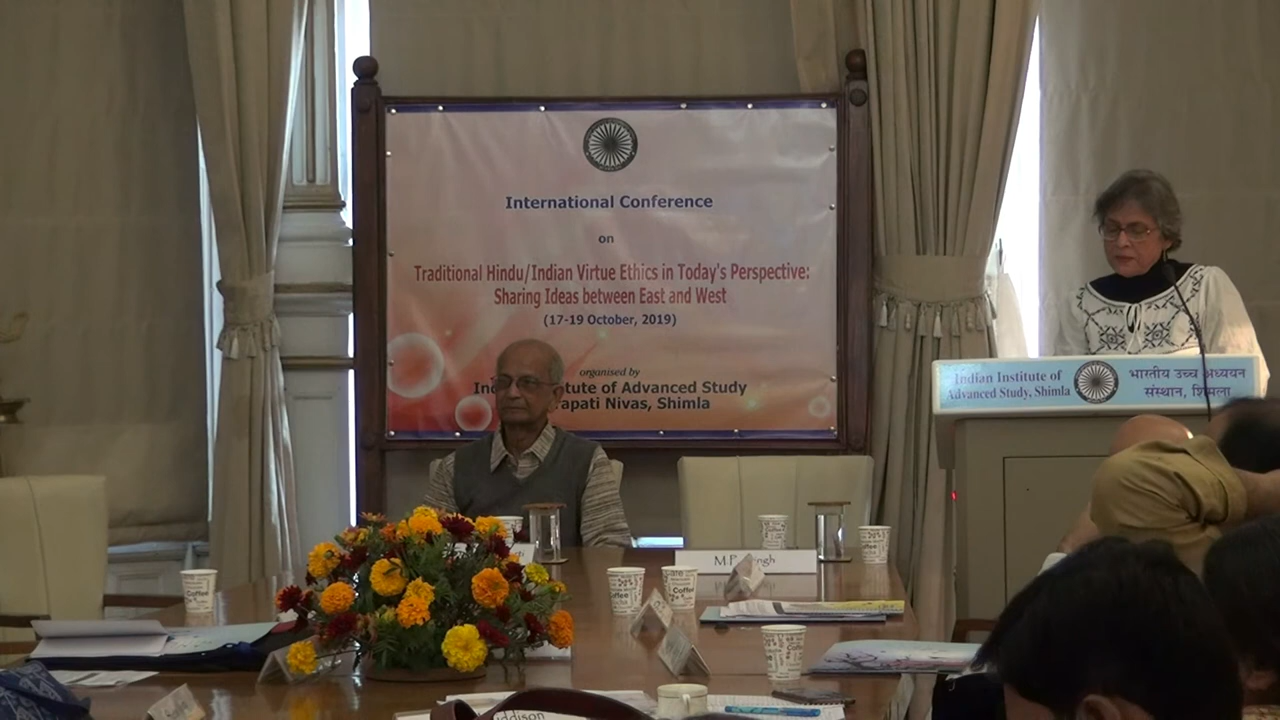 International Conference
on
Traditional Hindu/Indian Virtue Ethics in Today's Perspective:
Sharing Ideas between East and West
(17-19 October, 2019)
organised by
Institute of Advanced Study
Nivas, Shimla
Indian Institute of
Advanced Study, Shimla
भारतीय उच्च अध्ययन
संस्थान, शिमला
Coffee
Coffee